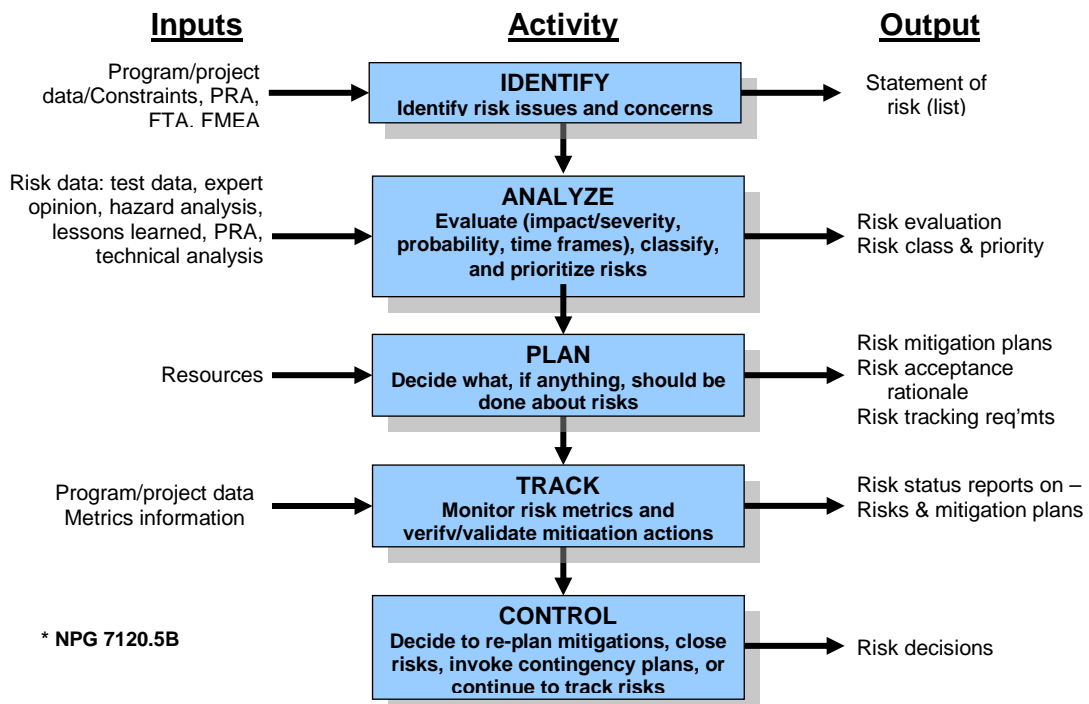 Inputs
Activity
Output
Program/project
data/Constraints, PRA,
FTA, FMEA
IDENTIFY
Identify risk issues and concerns
Statement of
risk (list)
Risk data: test data, expert
opinion, hazard analysis,
lessons learned, PRA,
technical analysis
ANALYZE
Evaluate (impact/severity,
probability, time frames), classify,
and prioritize risks
Risk evaluation
Risk class & priority
Resources
PLAN
Decide what, if anything, should be
done about risks
Risk mitigation plans
Risk acceptance
rationale
Risk tracking req'mts
Program/project data
Metrics information
TRACK
Monitor risk metrics and
verify/validate mitigation actions
Risk status reports on –
Risks & mitigation plans
* NPG 7120.5B
CONTROL
Decide to re-plan mitigations, close
risks, invoke contingency plans, or
continue to track risks
Risk decisions